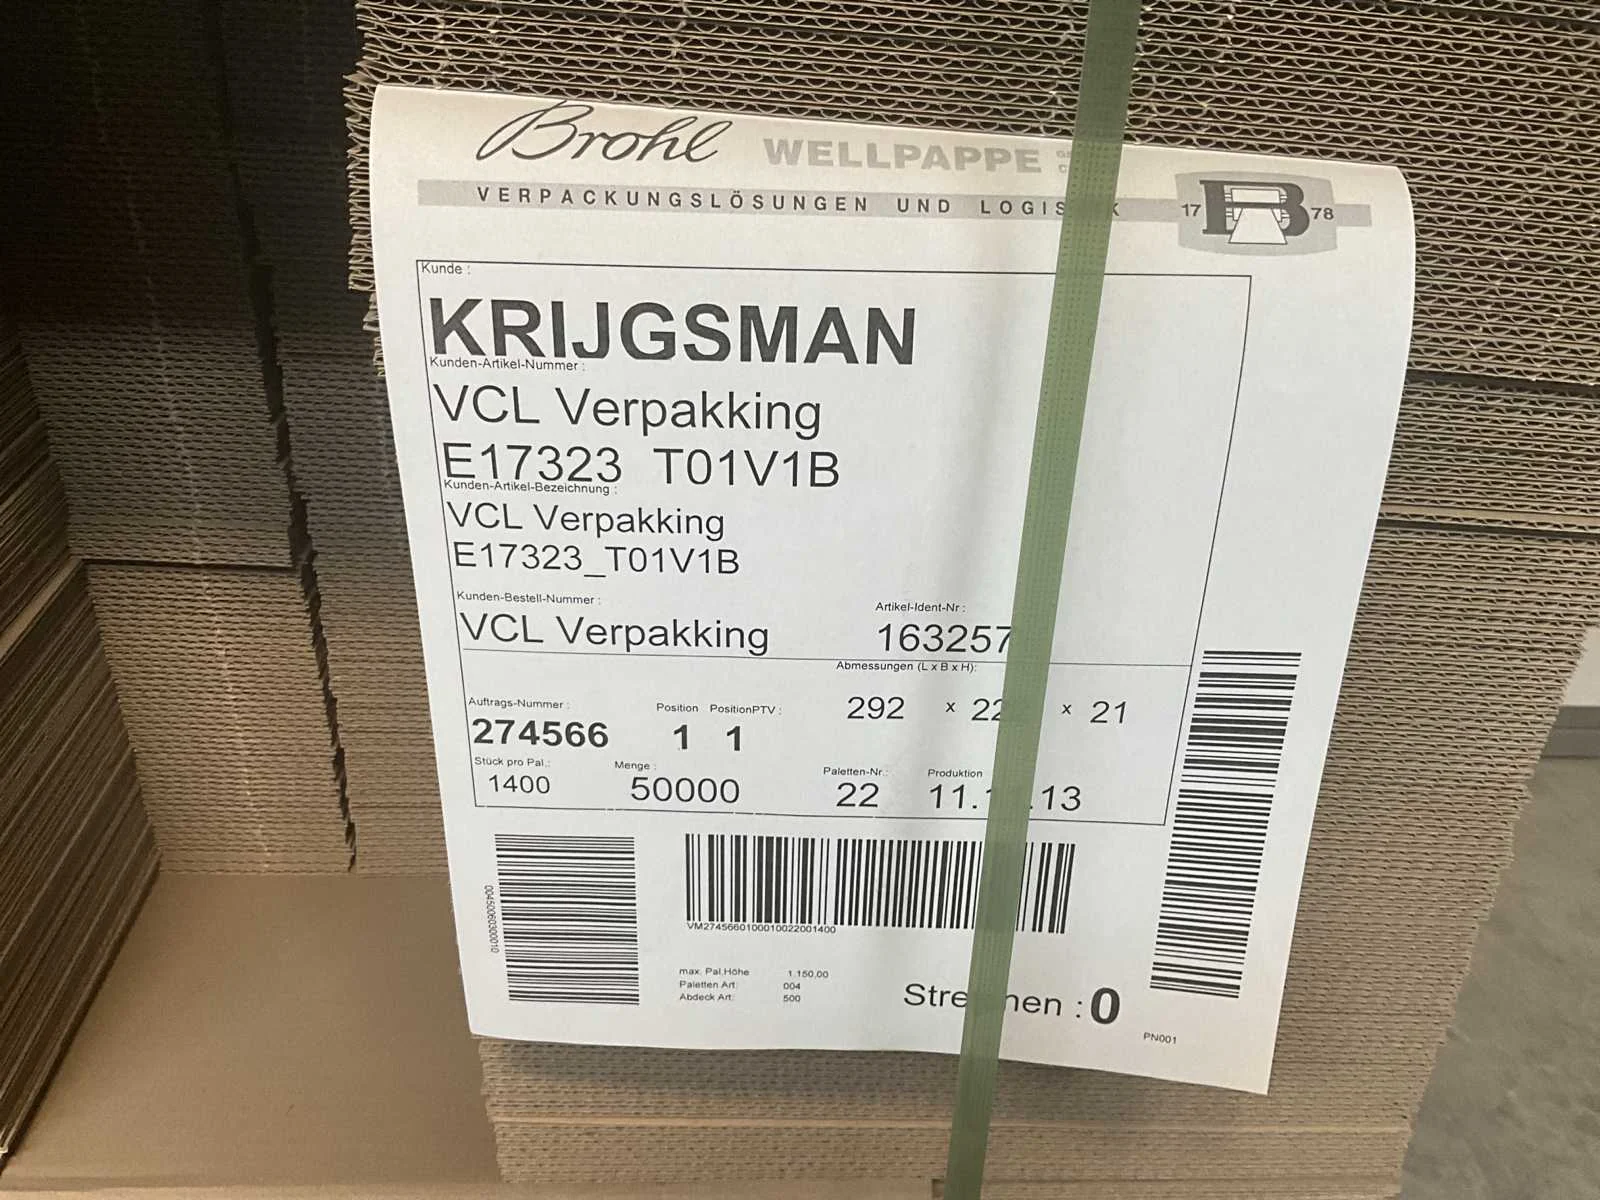 Brohl WELLPAPPE
VERPACKUNGSLÖSUNGEN UND
17 B 78
Kunde :
KRIJGSMAN
Kunden-Artikel-Nummer :
VCL Verpakking
E17323 T01V1B
Kunden-Artikel-Bezeichnung :
VCL Verpakking
E17323_T01V1B
Kunden-Bestell-Nummer : Artikel-Ident-Nr :
VCL Verpakking 163257
Abmessungen (L x B x H):
292 x x 21
Auftrags-Nummer : Position PositionPTV :
274566 1 1
Stück pro Pal.: Menge : Paletten-Nr.: Produktion
1400 50000 22
0045006030001​0
VM2745660100010022001400
max. Pal.Höhe 1.150,00
Paletten Art: 004
Abdeck Art: 500
: 0
PN001